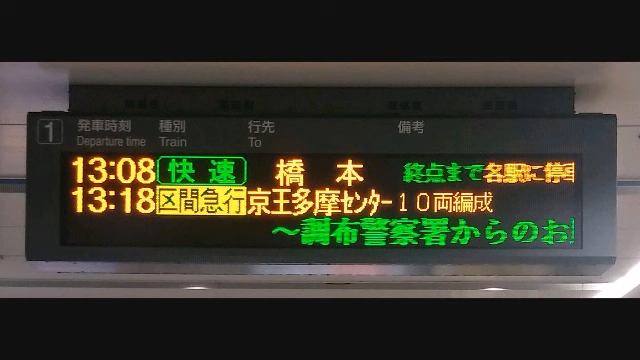 1 発車時刻 種別 行先 備考
Departure time Train To
13:08 快速 橋本 終点まで各駅に停
13:18 区間急行 京王多摩センター 10両編成
～調布警察署からのお